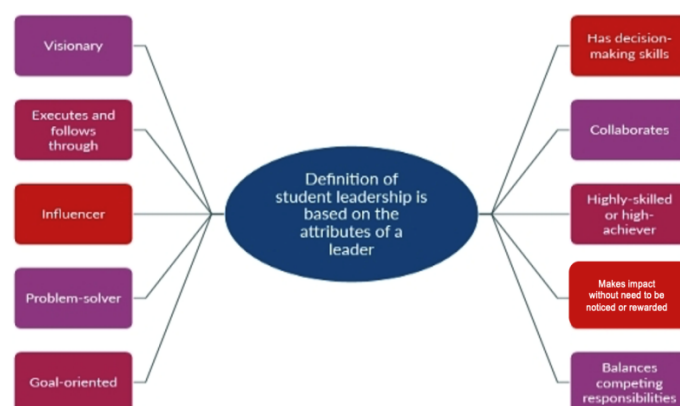 Visionary
Executes and
follows
through
Influencer
Problem-solver
Goal-oriented
Definition of
student leadership is
based on the
attributes of a
leader
Has decision-
making skills
Collaborates
Highly-skilled
or high-
achiever
Makes impact
without need to be
noticed or rewarded
Balances
competing
responsibilities